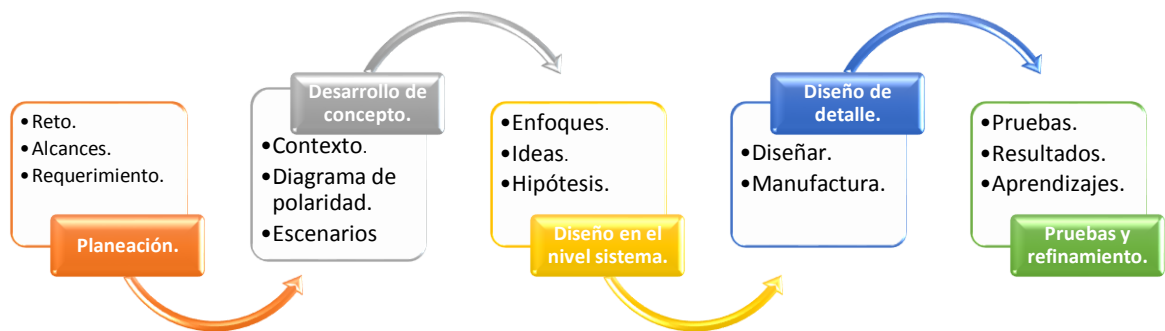 • Reto.
• Alcances.
• Requerimiento.
Planeación.
Desarrollo de
concepto.
• Contexto.
• Diagrama de
polaridad.
• Escenarios
• Enfoques.
• Ideas.
• Hipótesis.
Diseño en el
nivel sistema.
Diseño de
detalle.
• Diseñar.
• Manufactura.
• Pruebas.
• Resultados.
• Aprendizajes.
Pruebas y
refinamiento.